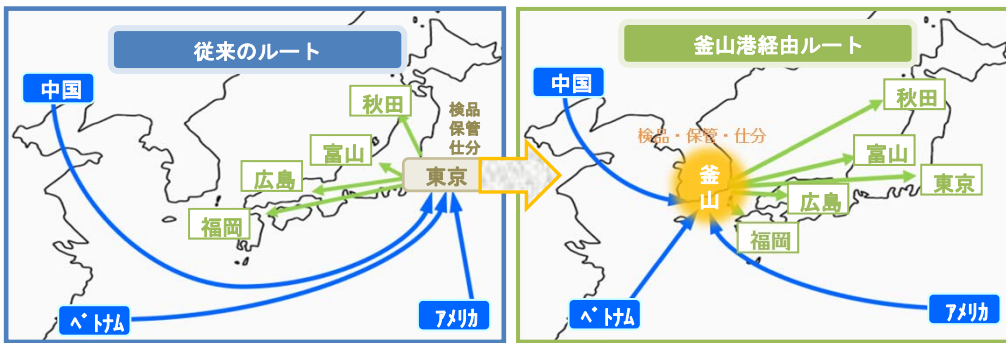 従来のルート
中国
秋田
検品
保管
仕分
富山
東京
広島
福岡
ベトナム
アメリカ
釜山港経由ルート
中国
秋田
検品・保管・仕分
富山
釜
山
東京
広島
福岡
ベトナム
アメリカ